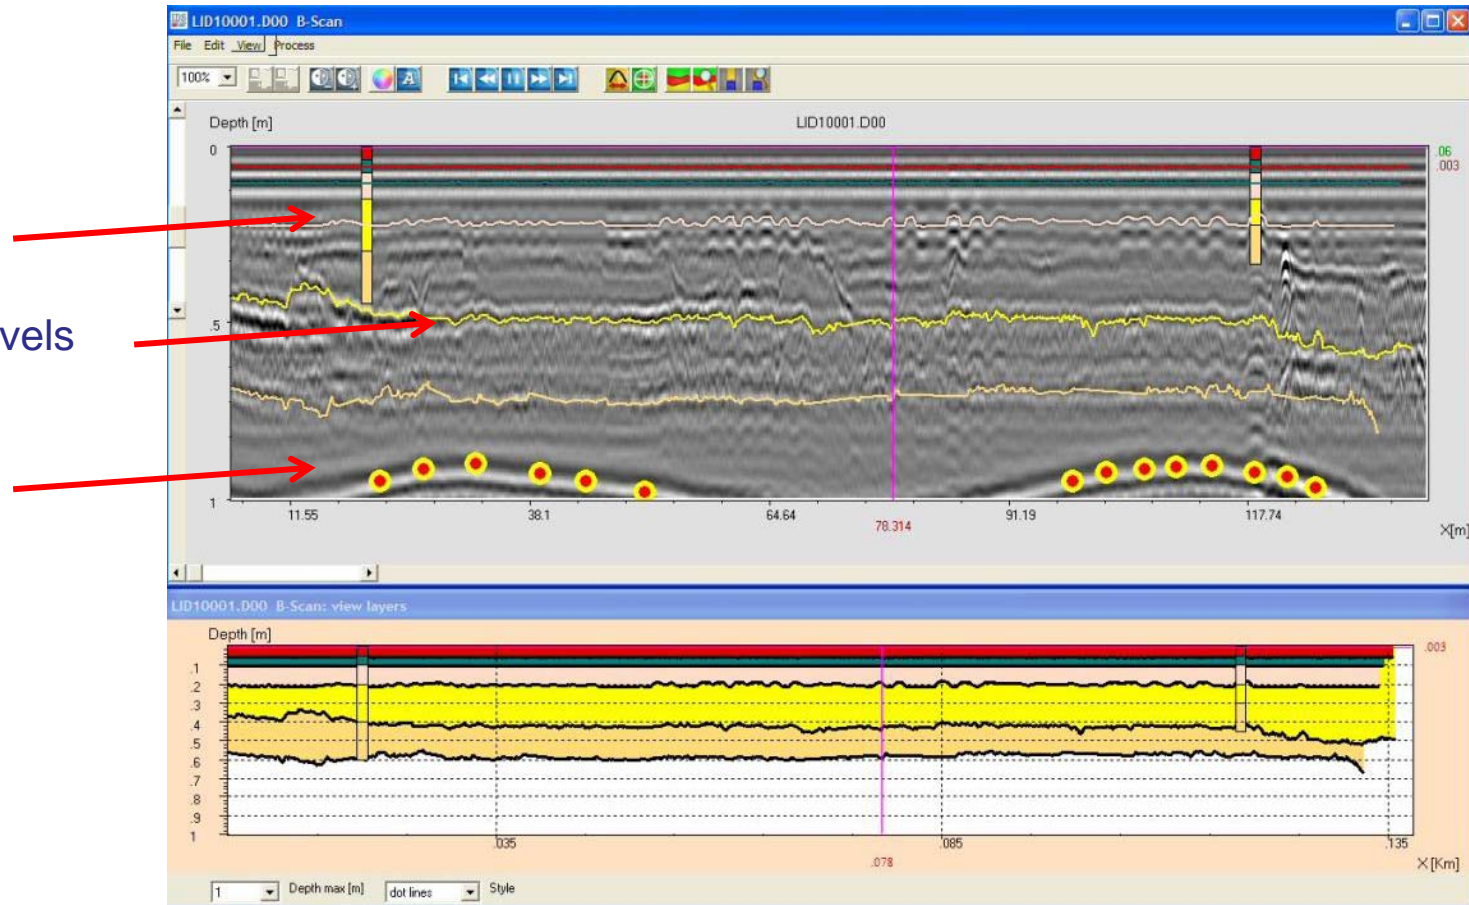 LID10001.D00 B-Scan
File Edit View Process
100%
A
Depth [m]
LID10001.D00
0
.06
.003
vels
.5
1
11.55
38.1
64.64
78.314
91.19
117.74
X[m]
LID10001.D00 B-Scan: view layers
Depth [m]
.003
.1
.2
.3
.4
.5
.6
.7
.8
.9
1
.035
.078
.085
.135
X[Km]
1 Depth max [m] dot lines Style